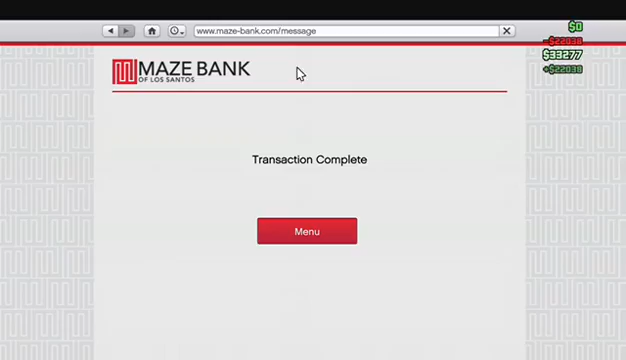 www.maze-bank.com/message
$0
-$22038
$33277
+$22038
MAZE BANK
OF LOS SANTOS
Transaction Complete
Menu